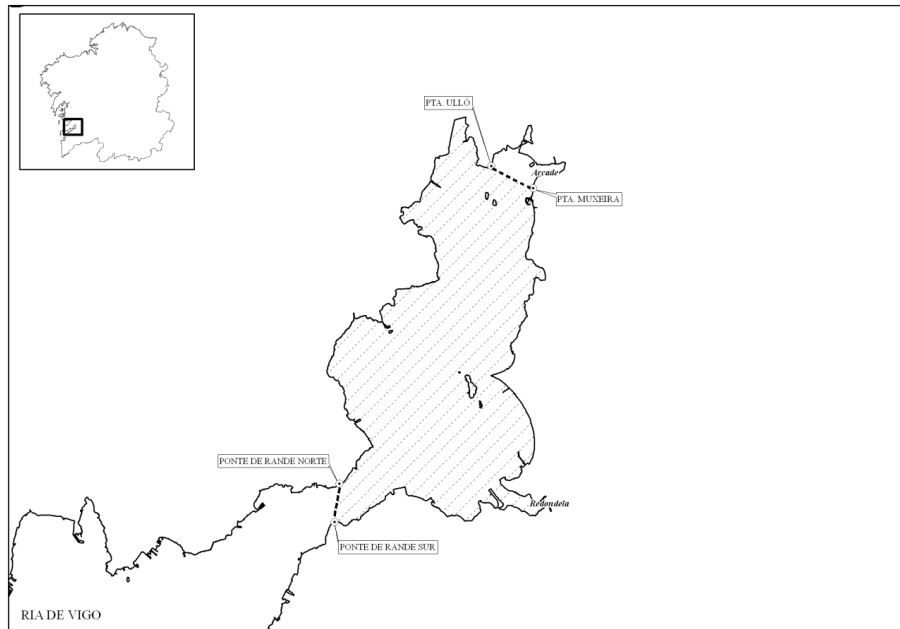 PTA. ULLÓ
Arcade
PTA. MUXEIRA
PONTE DE RANDE NORTE
Redondela
PONTE DE RANDE SUR
RIA DE VIGO